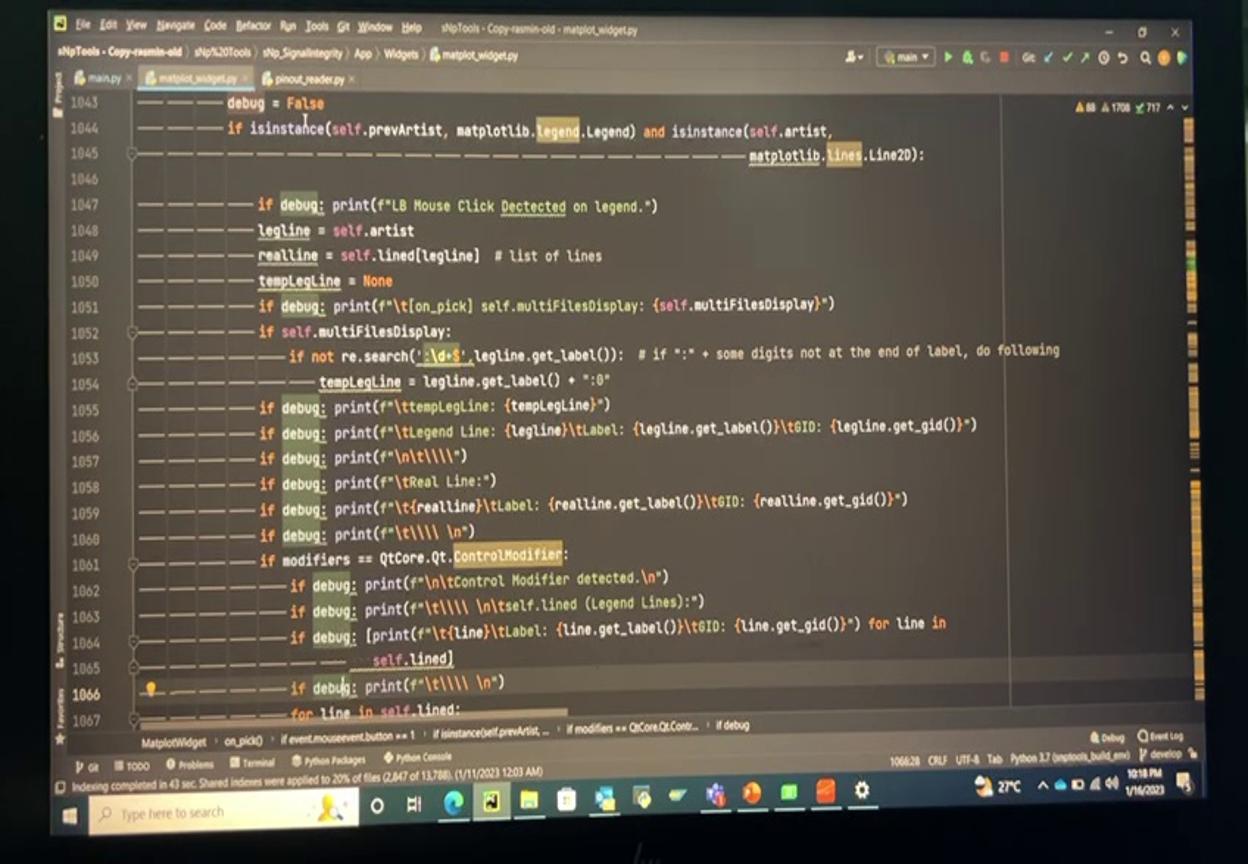 File Edit View Navigate Code Refactor Run Tools Git Window Help sNpTools - Copy-rasmin-old - matplot_widget.py
sNpTools - Copy-rasmin-old sNp%20Tools sNp_SignalIntegrity App Widgets matplot_widget.py main Git:
main.py matplot_widget.py pinout_reader.py
Project
1043 debug = False 88 1708 717
1044 if isinstance(self.prevArtist, matplotlib.legend.Legend) and isinstance(self.artist,
1045 matplotlib.lines.Line2D):
1046
1047 if debug: print(f"LB Mouse Click Dectected on legend.")
1048 legline = self.artist
1049 realline = self.lined[legline] # list of lines
1050 tempLegLine = None
1051 if debug: print(f"\t[on_pick] self.multiFilesDisplay: {self.multiFilesDisplay}")
1052 if self.multiFilesDisplay:
1053 if not re.search(':\d+$',legline.get_label()): # if ":" + some digits not at the end of label, do following
1054 tempLegLine = legline.get_label() + ":0"
1055 if debug: print(f"\ttempLegLine: {tempLegLine}")
1056 if debug: print(f"\tLegend Line: {legline}\tLabel: {legline.get_label()}\tGID: {legline.get_gid()}")
1057 if debug: print(f"\n\t\\\\")
1058 if debug: print(f"\tReal Line:")
1059 if debug: print(f"\t{realline}\tLabel: {realline.get_label()}\tGID: {realline.get_gid()}")
1060 if debug: print(f"\t\\\\ \n")
1061 if modifiers == QtCore.Qt.ControlModifier:
1062 if debug: print(f"\n\tControl Modifier detected.\n")
1063 if debug: print(f"\t\\\\ \n\tself.lined (Legend Lines):")
1064 if debug: [print(f"\t{line}\tLabel: {line.get_label()}\tGID: {line.get_gid()}") for line in
1065 self.lined]
1066 if debug: print(f"\t\\\\ \n")
1067 for line in self.lined:
Structure
Favorites
MatplotWidget on_pick() if event.mouseevent.button == 1 if isinstance(self.prevArtist, ... if modifiers == QtCore.Qt.Contr... if debug
Git TODO Problems Terminal Python Packages Python Console Debug Event Log
Indexing completed in 43 sec. Shared indexes were applied to 20% of files (2,847 of 13,788). (1/11/2023 12:03 AM) 1066:28 CRLF UTF-8 Tab Python 3.7 (snptools_build_env) develop
Type here to search 27°C 10:18 PM
1/16/2023